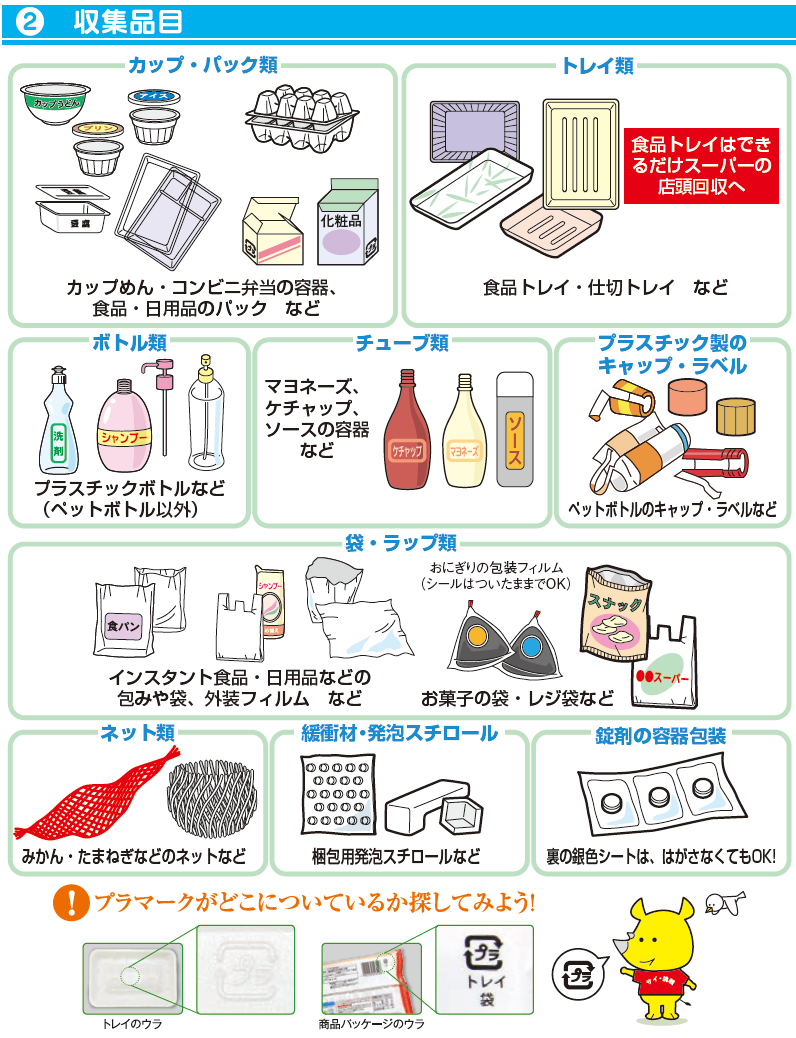 ② 収集品目
カップ・パック類
カップうどん
アイス
プリン
豆腐
化粧品
プラ
カップめん・コンビニ弁当の容器、
食品・日用品のパック など
トレイ類
食品トレイはでき
るだけスーパーの
店頭回収へ
食品トレイ・仕切トレイ など
ボトル類
洗剤
シャンプー
プラスチックボトルなど
（ペットボトル以外）
チューブ類
マヨネーズ、
ケチャップ、
ソースの容器
など
ケチャップ
マヨネーズ
ソース
プラスチック製の
キャップ・ラベル
ペットボトルのキャップ・ラベルなど
袋・ラップ類
食パン
シャンプー
インスタント食品・日用品などの
包みや袋、外装フィルム など
おにぎりの包装フィルム
（シールはついたままでOK）
スナック
●●スーパー
お菓子の袋・レジ袋など
ネット類
みかん・たまねぎなどのネットなど
緩衝材・発泡スチロール
梱包用発泡スチロールなど
錠剤の容器包装
裏の銀色シートは、はがさなくてもOK!
! プラマークがどこについているか探してみよう!
プラ
トレイのウラ
プラ
トレイ
袋
商品パッケージのウラ
プラ